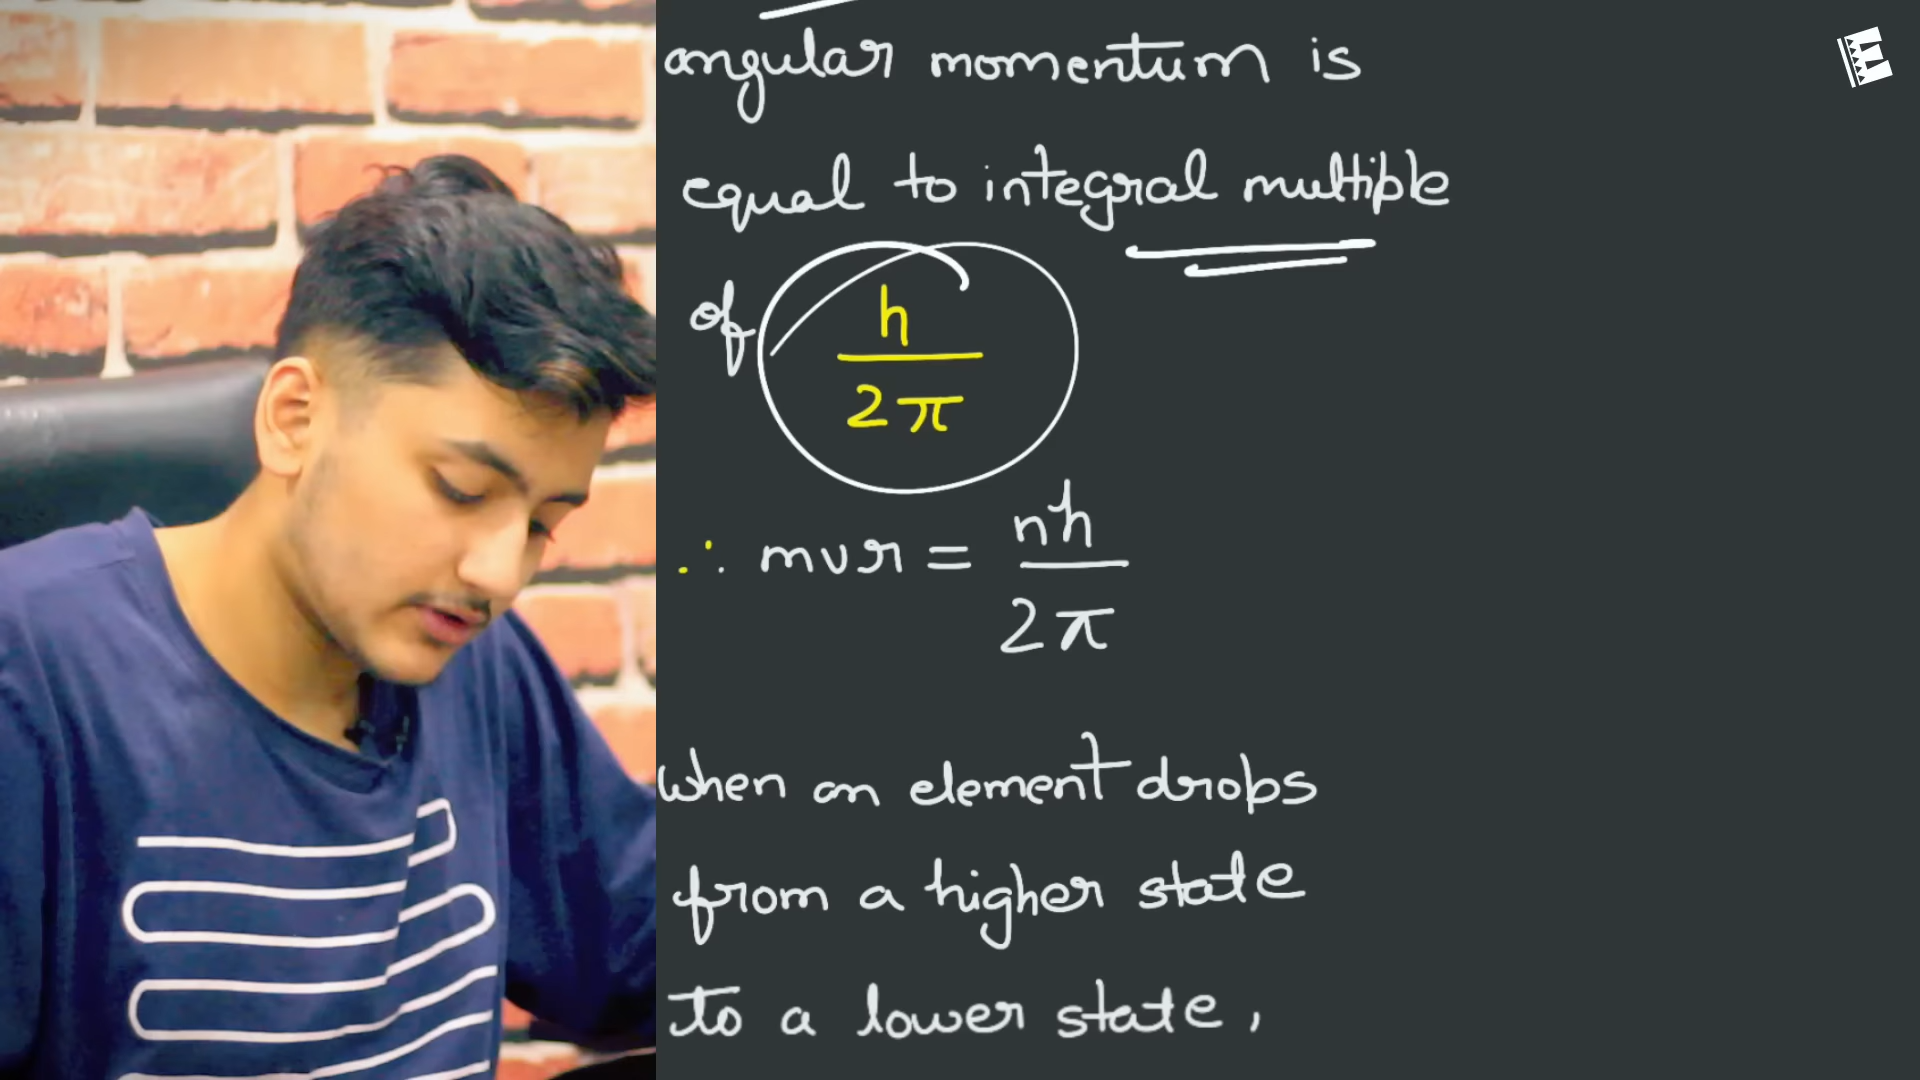 angular momentum is
equal to integral multiple
of h/2π
∴ mvr = nh/2π
when an element drops
from a higher state
to a lower state,